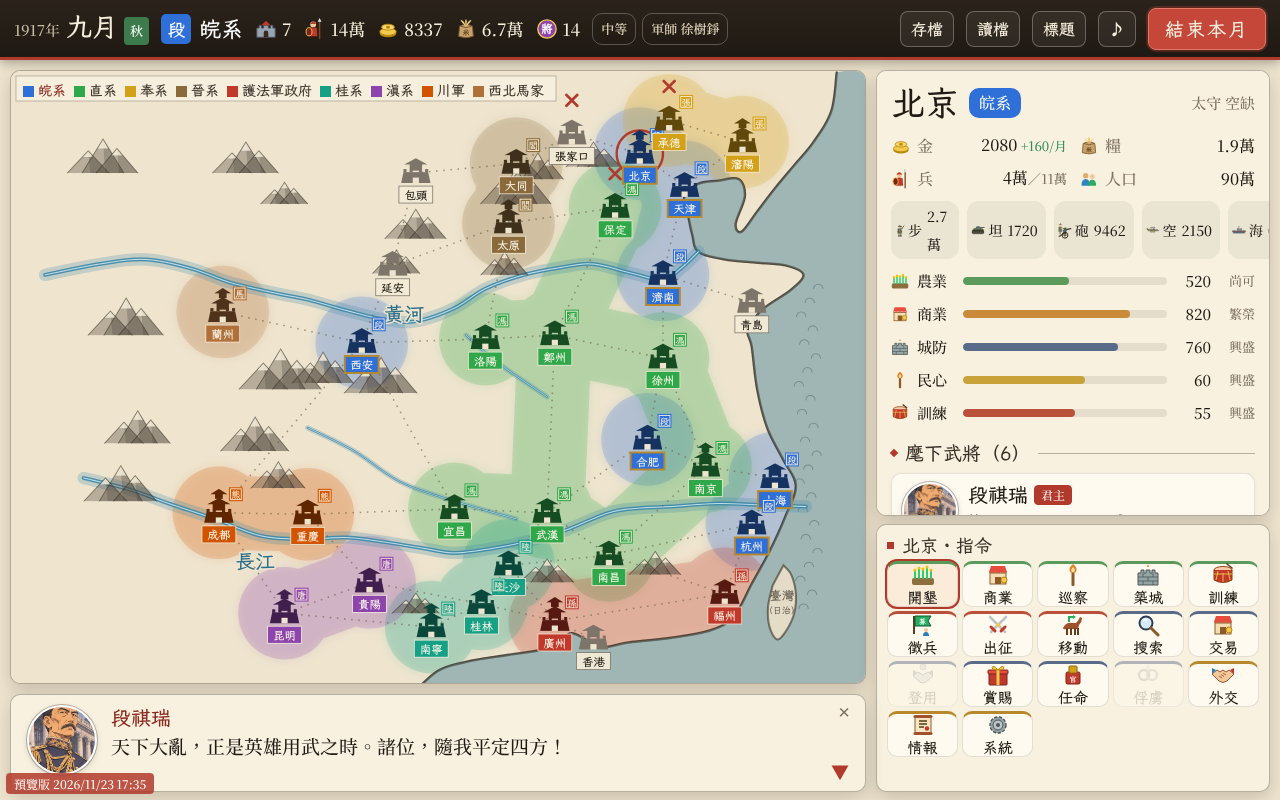 1917年 九月 秋 段 皖系 7 14萬 8337 6.7萬 將 14 中等 軍師 徐樹錚 存檔 讀檔 標題 ♪ 結束本月
皖系 直系 奉系 晉系 護法軍政府 桂系 滇系 川軍 西北馬家
張家口
承德
瀋陽
北京
包頭
大同
天津
保定
太原
延安
濟南
黃河
蘭州
青島
西安
洛陽
鄭州
徐州
合肥
南京
成都
重慶
宜昌
武漢
杭州
長江
南昌
貴陽
桂林
福州
臺灣
(日治)
昆明
南寧
廣州
香港
段祺瑞
×
天下大亂，正是英雄用武之時。諸位，隨我平定四方！
▼
預覽版 2026/11/23 17:35
北京 皖系 太守 空缺
金 2080 +160/月 糧 1.9萬
兵 4萬/11萬 人口 90萬
步 2.7萬 坦 1720 砲 9462 空 2150 海
農業 520 尚可
商業 820 繁榮
城防 760 興盛
民心 60 興盛
訓練 55 興盛
麾下武將（6）
段祺瑞 君主
北京·指令
開墾 商業 巡察 築城 訓練
徵兵 出征 移動 搜索 交易
登用 賞賜 任命 俘虜 外交
情報 系統